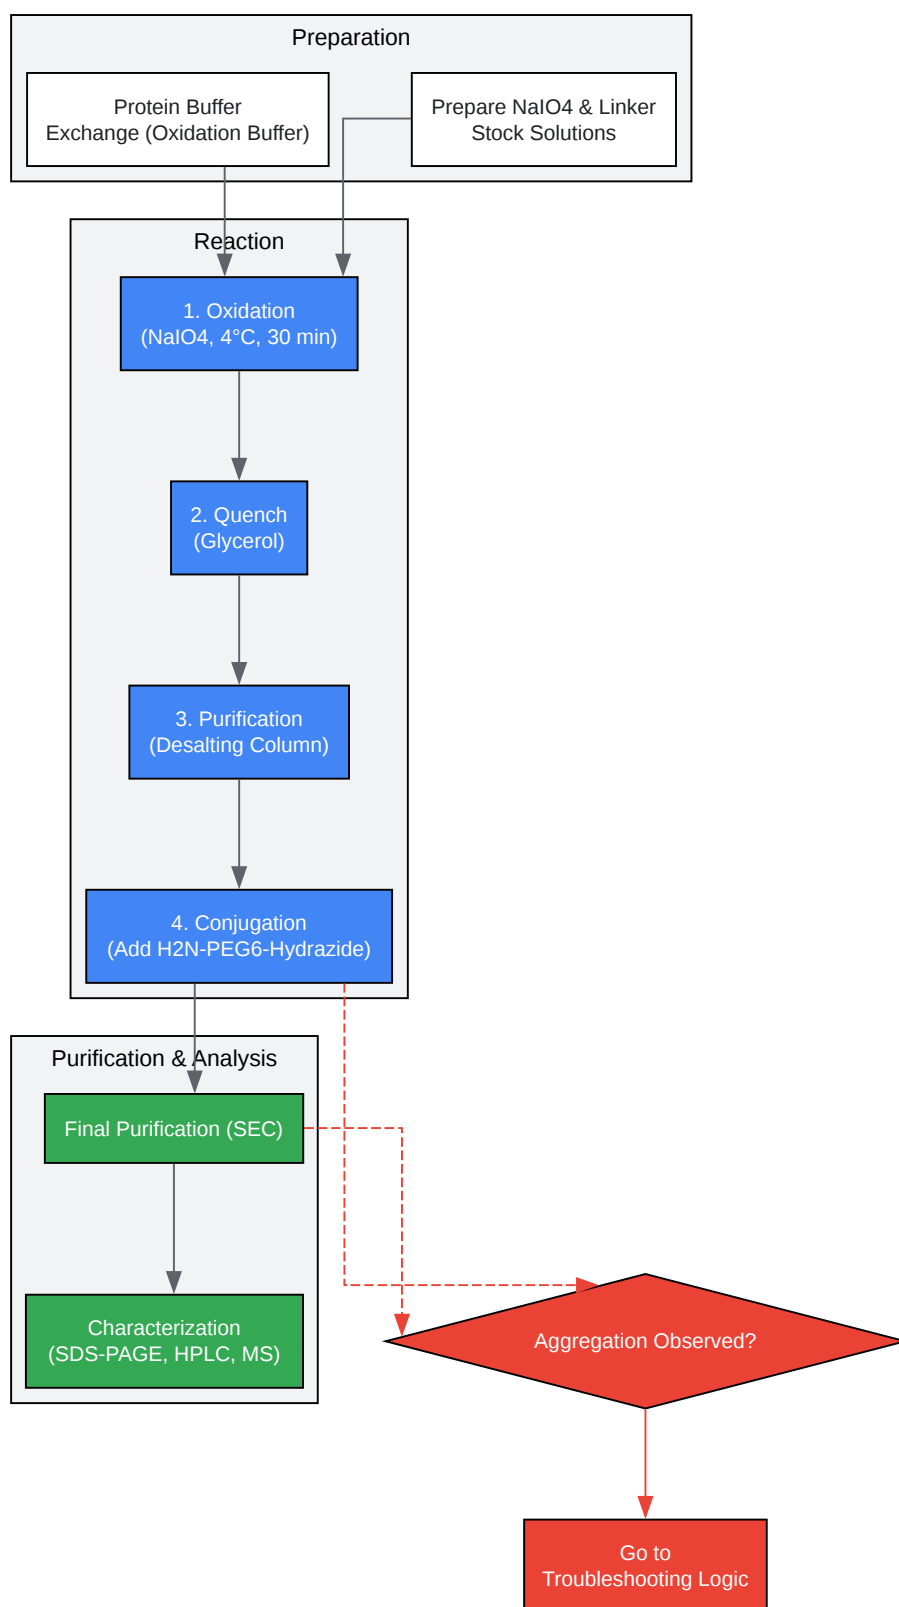 Preparation
Protein Buffer
Exchange (Oxidation Buffer)
Prepare NaIO4 & Linker
Stock Solutions
Reaction
1. Oxidation
(NaIO4, 4°C, 30 min)
2. Quench
(Glycerol)
3. Purification
(Desalting Column)
4. Conjugation
(Add H2N-PEG6-Hydrazide)
Purification & Analysis
Final Purification (SEC)
Characterization
(SDS-PAGE, HPLC, MS)
Aggregation Observed?
Go to
Troubleshooting Logic